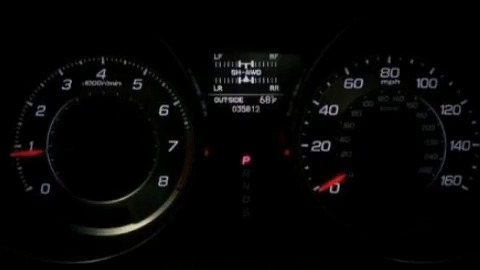 LF RF
SH-AWD
LR RR
OUTSIDE 68°F
035812
0 1 2 3 4 5 6 7 8
×1000r/min
0 20 40 60 80 100 120 140 160
mph
P
R
N
D
S